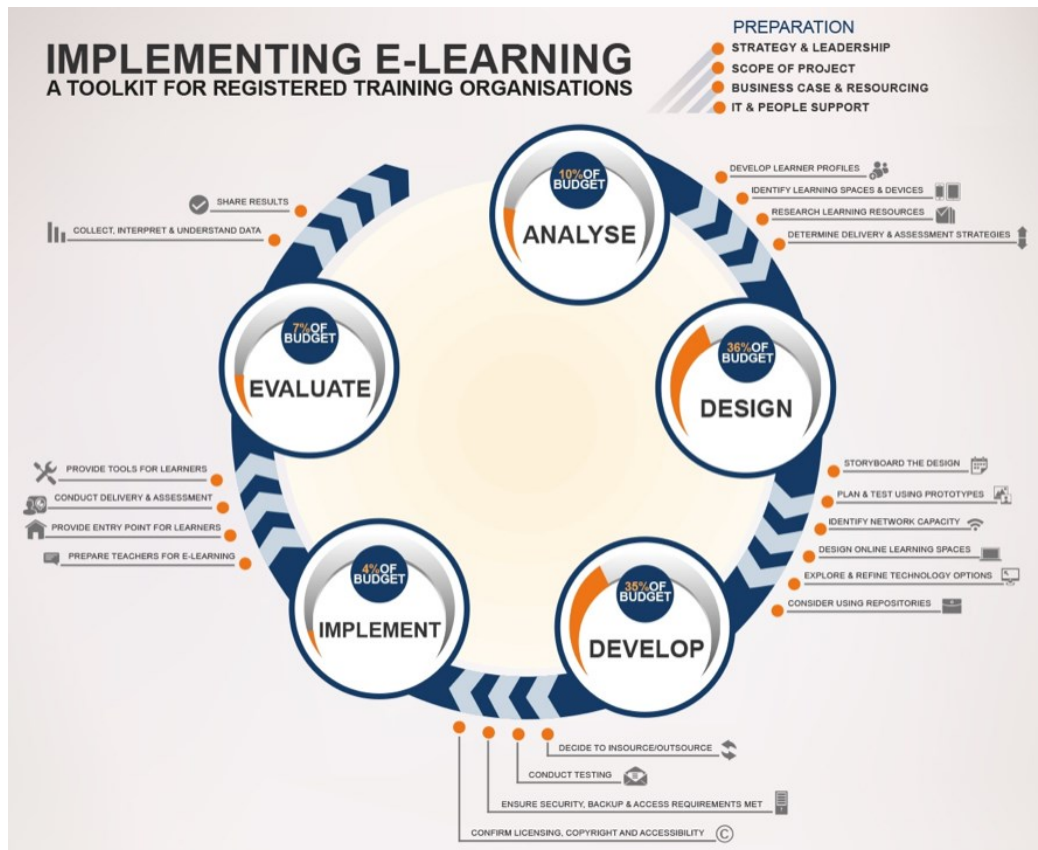 IMPLEMENTING E-LEARNING
A TOOLKIT FOR REGISTERED TRAINING ORGANISATIONS
PREPARATION
STRATEGY & LEADERSHIP
SCOPE OF PROJECT
BUSINESS CASE & RESOURCING
IT & PEOPLE SUPPORT
10% OF
BUDGET
ANALYSE
DEVELOP LEARNER PROFILES
IDENTIFY LEARNING SPACES & DEVICES
RESEARCH LEARNING RESOURCES
DETERMINE DELIVERY & ASSESSMENT STRATEGIES
36% OF
BUDGET
DESIGN
STORYBOARD THE DESIGN
PLAN & TEST USING PROTOTYPES
IDENTIFY NETWORK CAPACITY
DESIGN ONLINE LEARNING SPACES
EXPLORE & REFINE TECHNOLOGY OPTIONS
CONSIDER USING REPOSITORIES
35% OF
BUDGET
DEVELOP
DECIDE TO INSOURCE/OUTSOURCE
CONDUCT TESTING
ENSURE SECURITY, BACKUP & ACCESS REQUIREMENTS MET
CONFIRM LICENSING, COPYRIGHT AND ACCESSIBILITY ©
4% OF
BUDGET
IMPLEMENT
PROVIDE TOOLS FOR LEARNERS
CONDUCT DELIVERY & ASSESSMENT
PROVIDE ENTRY POINT FOR LEARNERS
PREPARE TEACHERS FOR E-LEARNING
7% OF
BUDGET
EVALUATE
SHARE RESULTS
COLLECT, INTERPRET & UNDERSTAND DATA